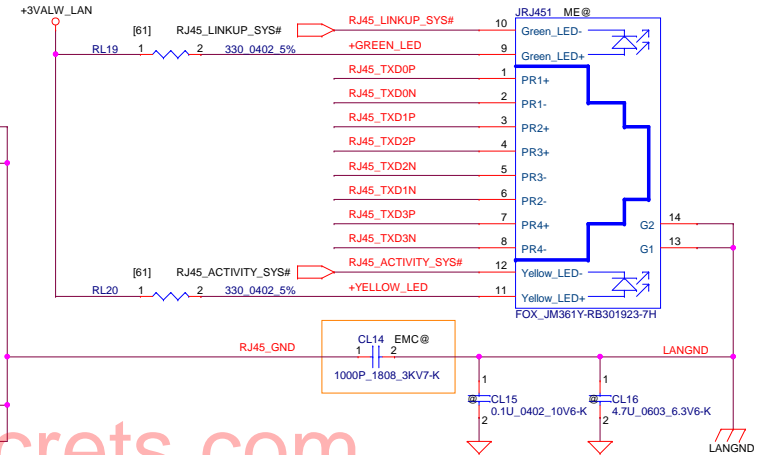 +3VALW_LAN
JRJ451 ME@
[61] RJ45_LINKUP_SYS#
RJ45_LINKUP_SYS# 10 Green_LED-
RL19 1 2 330_0402_5%
+GREEN_LED 9 Green_LED+
RJ45_TXD0P 1 PR1+
RJ45_TXD0N 2 PR1-
RJ45_TXD1P 3 PR2+
RJ45_TXD2P 4 PR3+
RJ45_TXD2N 5 PR3-
RJ45_TXD1N 6 PR2-
RJ45_TXD3P 7 PR4+
G2 14
RJ45_TXD3N 8 PR4-
G1 13
[61] RJ45_ACTIVITY_SYS#
RJ45_ACTIVITY_SYS# 12 Yellow_LED-
RL20 1 2 330_0402_5%
+YELLOW_LED 11 Yellow_LED+
FOX_JM361Y-RB301923-7H
CL14 EMC@
RJ45_GND
1 2
LANGND
1000P_1808_3KV7-K
1
1
@ CL15
0.1U_0402_10V6-K
2
@ CL16
4.7U_0603_6.3V6-K
2
LANGND
crets.com